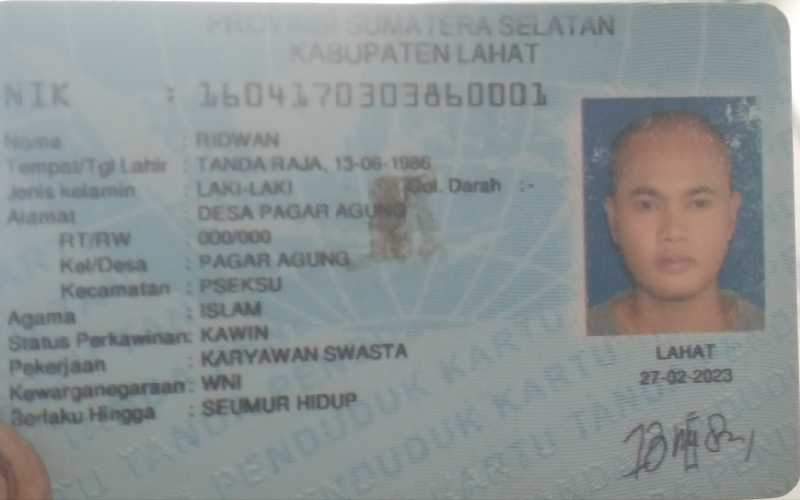 PROVINSI SUMATERA SELATAN
KABUPATEN LAHAT
NIK : 1604170303860001
Nama : RIDWAN
Tempat/Tgl Lahir : TANDA RAJA, 13-06-1986
Jenis kelamin : LAKI-LAKI Gol. Darah :-
Alamat : DESA PAGAR AGUNG
RT/RW : 000/000
Kel/Desa : PAGAR AGUNG
Kecamatan : PSEKSU
Agama : ISLAM
Status Perkawinan: KAWIN
Pekerjaan : KARYAWAN SWASTA
Kewarganegaraan: WNI
Berlaku Hingga : SEUMUR HIDUP
LAHAT
27-02-2023